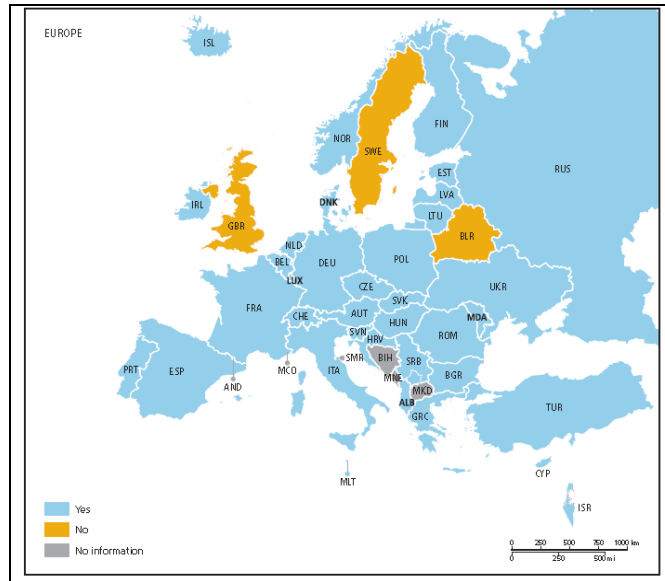 EUROPE
ISL
NOR
SWE
FIN
RUS
EST
LVA
LTU
DNK
IRL
GBR
BLR
NLD
BEL
DEU
POL
LUX
CZE
UKR
SVK
FRA
CHE
AUT
HUN
MDA
SVN
HRV
ROM
PRT
ESP
AND
MCO
ITA
SMR
BIH
SRB
MNE
BGR
MKD
ALB
GRC
TUR
MLT
CYP
ISR
Yes
No
No information
0 250 500 750 1000 km
0 250 500 mi